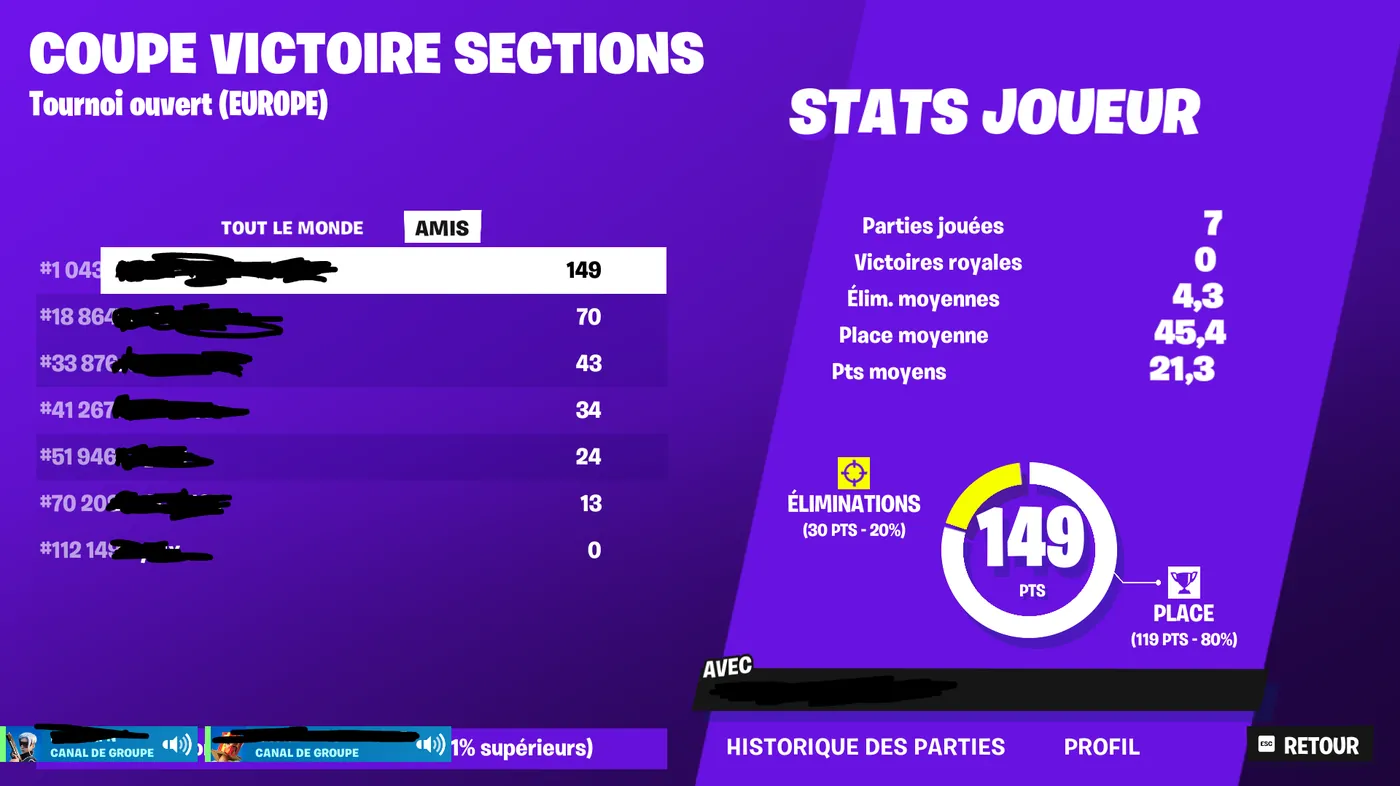 COUPE VICTOIRE SECTIONS
Tournoi ouvert (EUROPE)
TOUT LE MONDE AMIS
#1 043 149
#18 864 70
#33 876 43
#41 267 34
#51 946 24
#70 20 13
#112 149 0
CANAL DE GROUPE
CANAL DE GROUPE
1% supérieurs)
STATS JOUEUR
Parties jouées 7
Victoires royales 0
Élim. moyennes 4,3
Place moyenne 45,4
Pts moyens 21,3
ÉLIMINATIONS
(30 PTS - 20%)
149
PTS
PLACE
(119 PTS - 80%)
AVEC
HISTORIQUE DES PARTIES PROFIL
ESC RETOUR